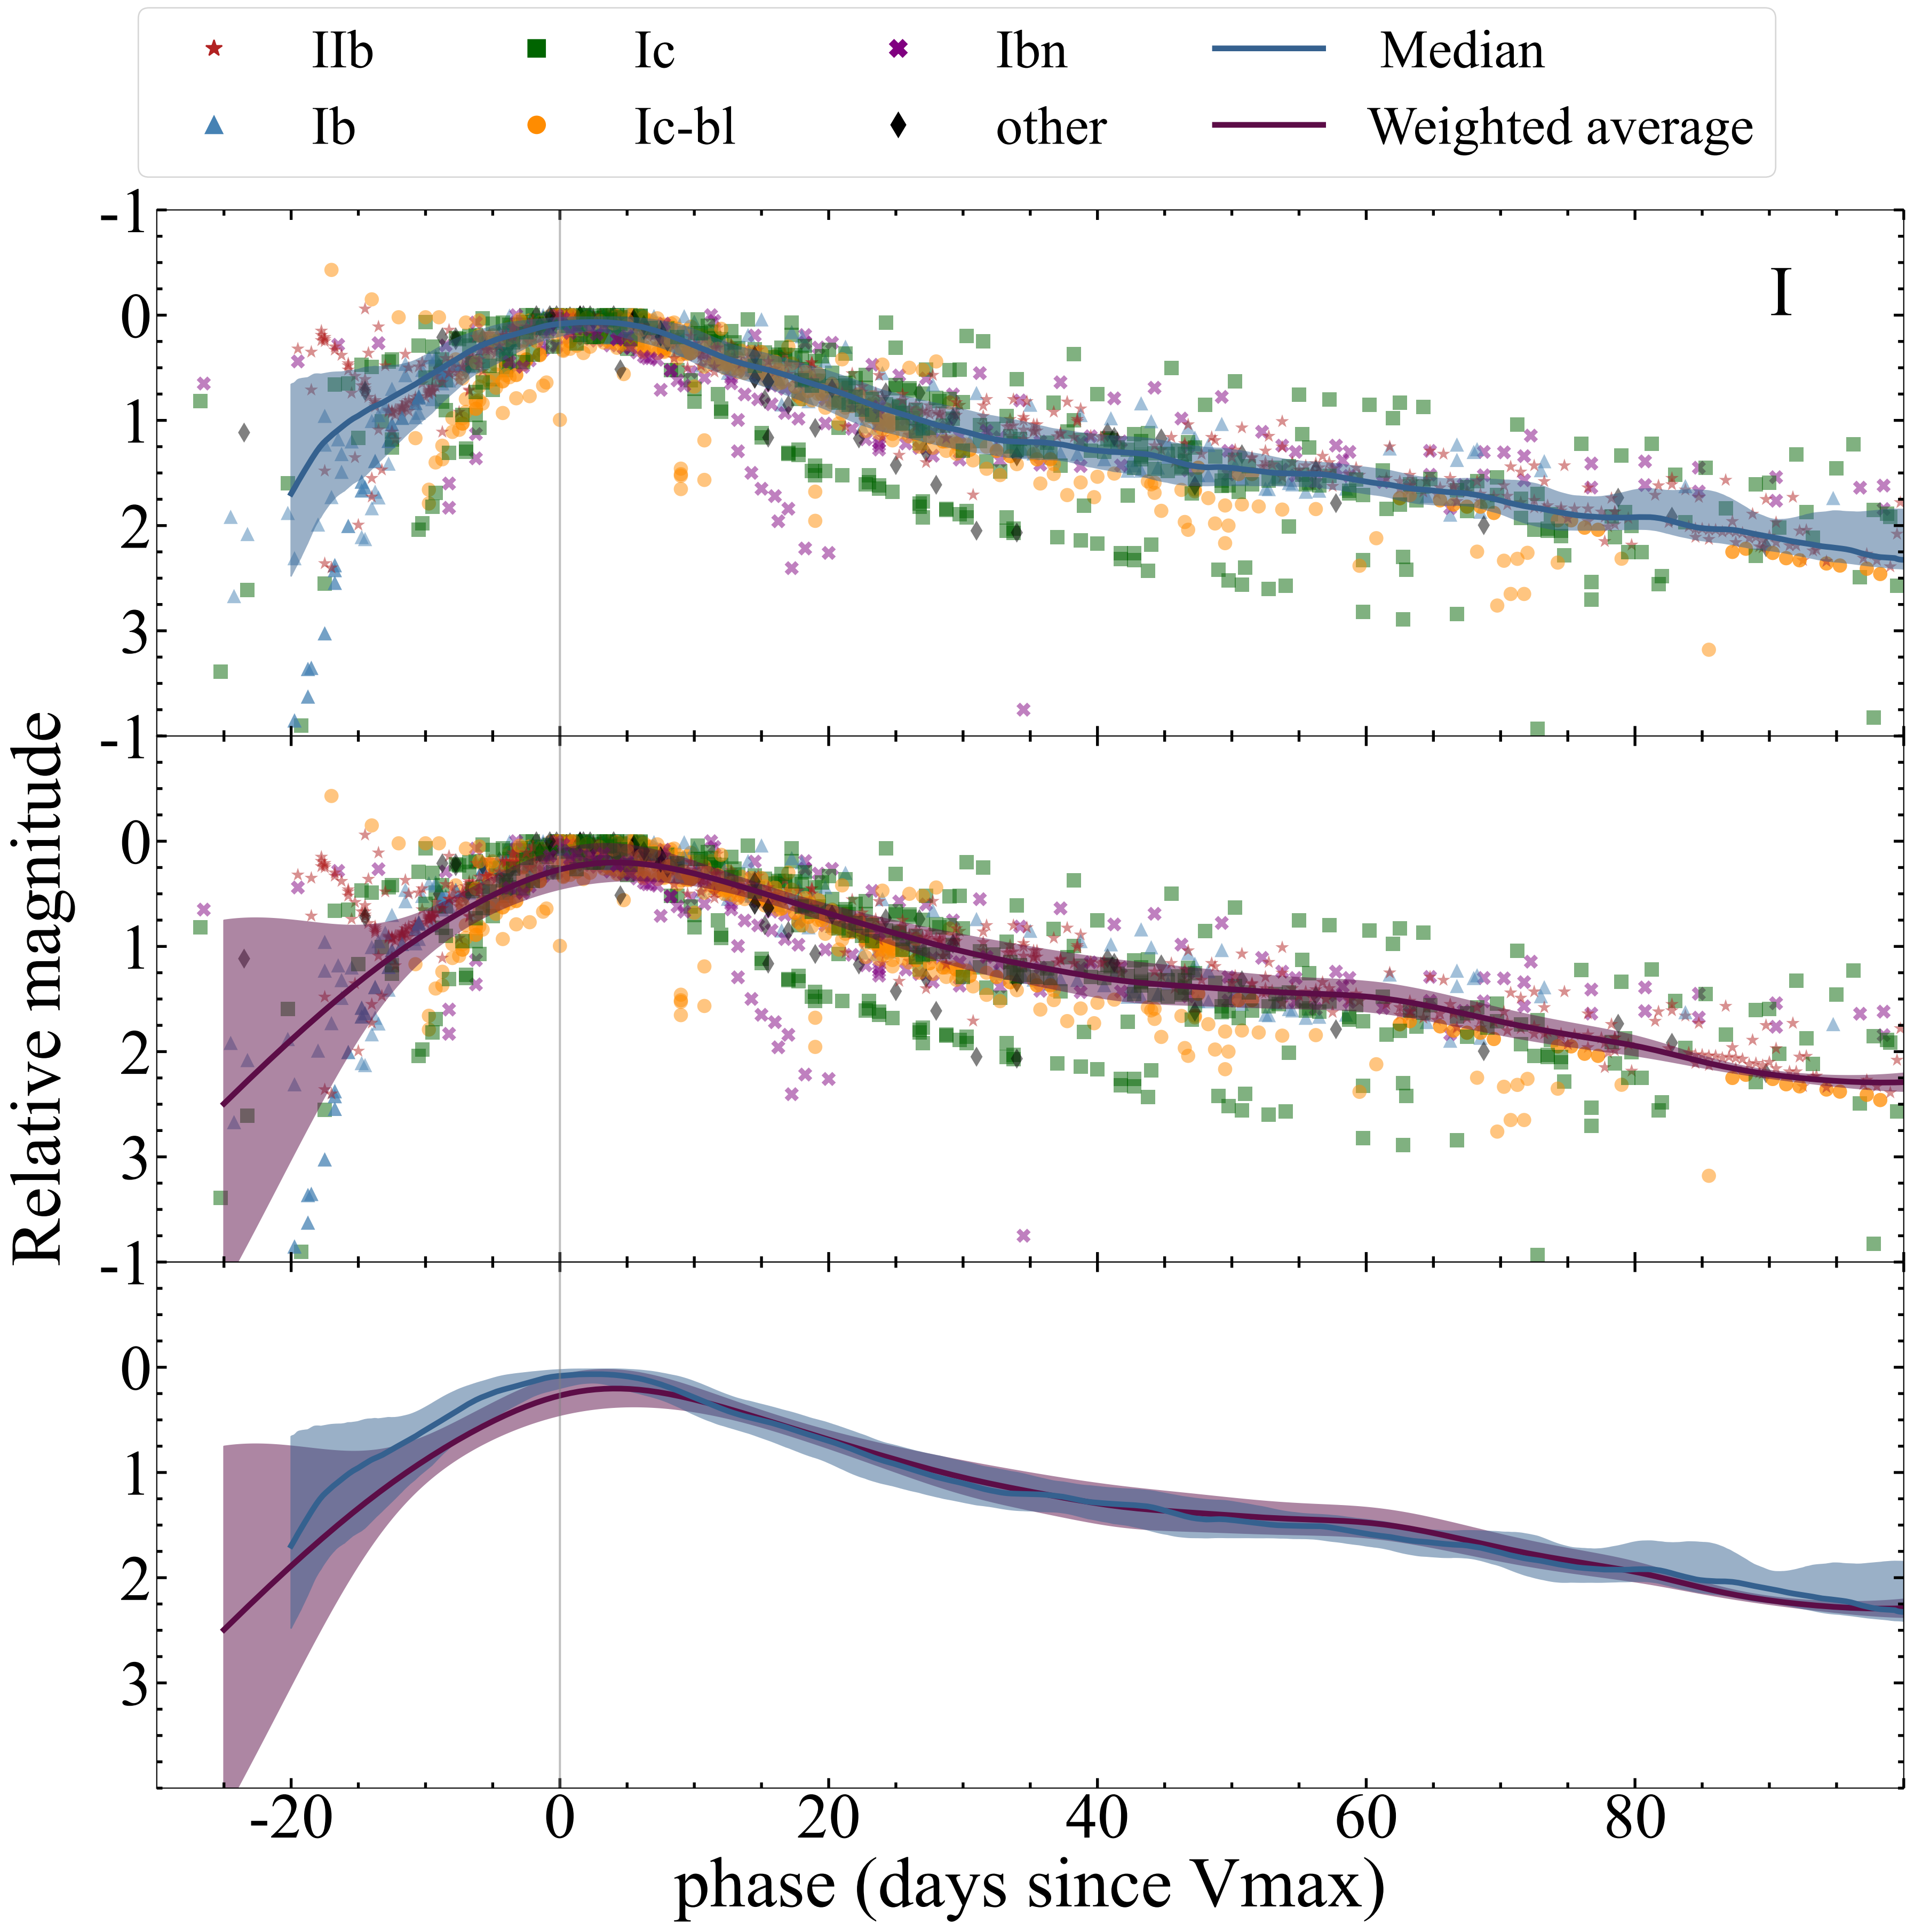 IIb Ic Ibn Median
Ib Ic-bl other Weighted average
-1
0
1
2
3
I
-1
0
1
2
3
-1
0
1
2
3
Relative magnitude
-20 0 20 40 60 80
phase (days since Vmax)